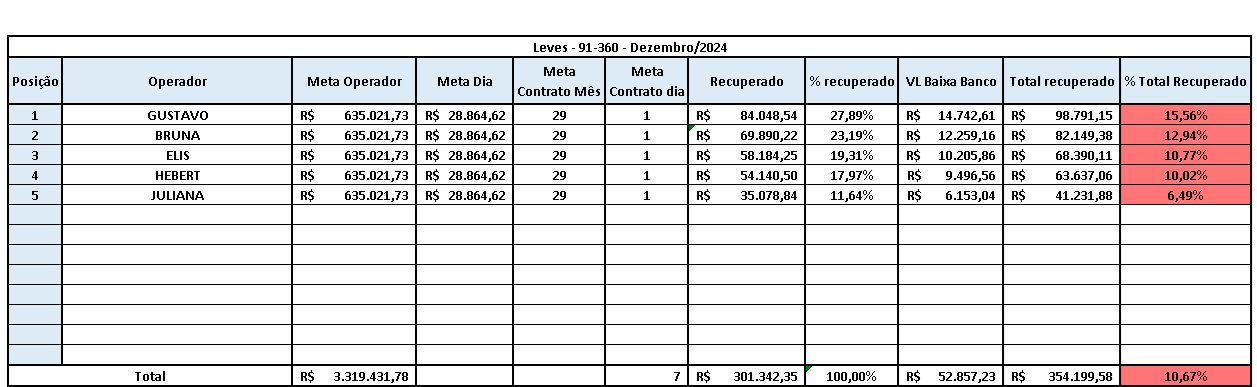 Leves - 91-360 - Dezembro/2024
Posição Operador Meta Operador Meta Dia Meta Contrato Mês Meta Contrato dia Recuperado % recuperado VL Baixa Banco Total recuperado % Total Recuperado
1 GUSTAVO R$ 635.021,73 R$ 28.864,62 29 1 R$ 84.048,54 27,89% R$ 14.742,61 R$ 98.791,15 15,56%
2 BRUNA R$ 635.021,73 R$ 28.864,62 29 1 R$ 69.890,22 23,19% R$ 12.259,16 R$ 82.149,38 12,94%
3 ELIS R$ 635.021,73 R$ 28.864,62 29 1 R$ 58.184,25 19,31% R$ 10.205,86 R$ 68.390,11 10,77%
4 HEBERT R$ 635.021,73 R$ 28.864,62 29 1 R$ 54.140,50 17,97% R$ 9.496,56 R$ 63.637,06 10,02%
5 JULIANA R$ 635.021,73 R$ 28.864,62 29 1 R$ 35.078,84 11,64% R$ 6.153,04 R$ 41.231,88 6,49%
Total R$ 3.319.431,78 7 R$ 301.342,35 100,00% R$ 52.857,23 R$ 354.199,58 10,67%